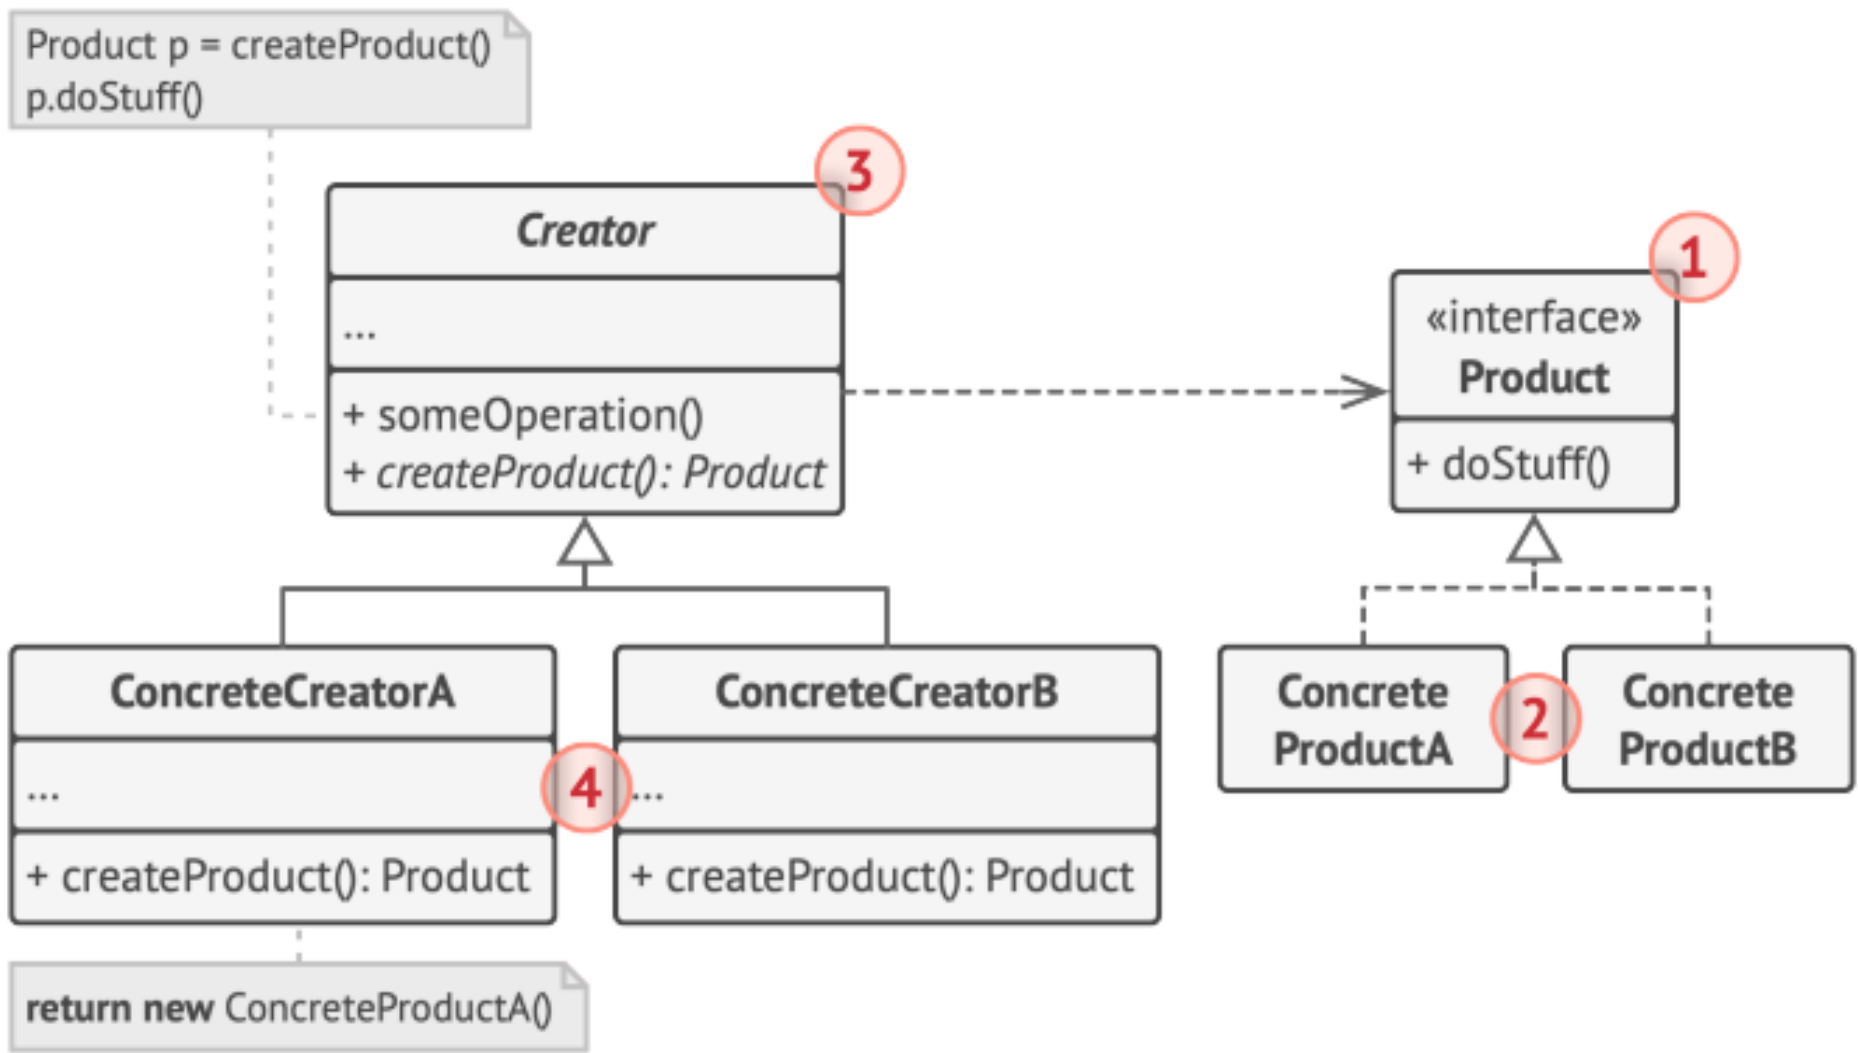 Product p = createProduct()
p.doStuff()
3
Creator
...
+ someOperation()
+ createProduct(): Product
1
«interface»
Product
+ doStuff()
ConcreteCreatorA
...
+ createProduct(): Product
4
ConcreteCreatorB
...
+ createProduct(): Product
Concrete
ProductA
2
Concrete
ProductB
return new ConcreteProductA()